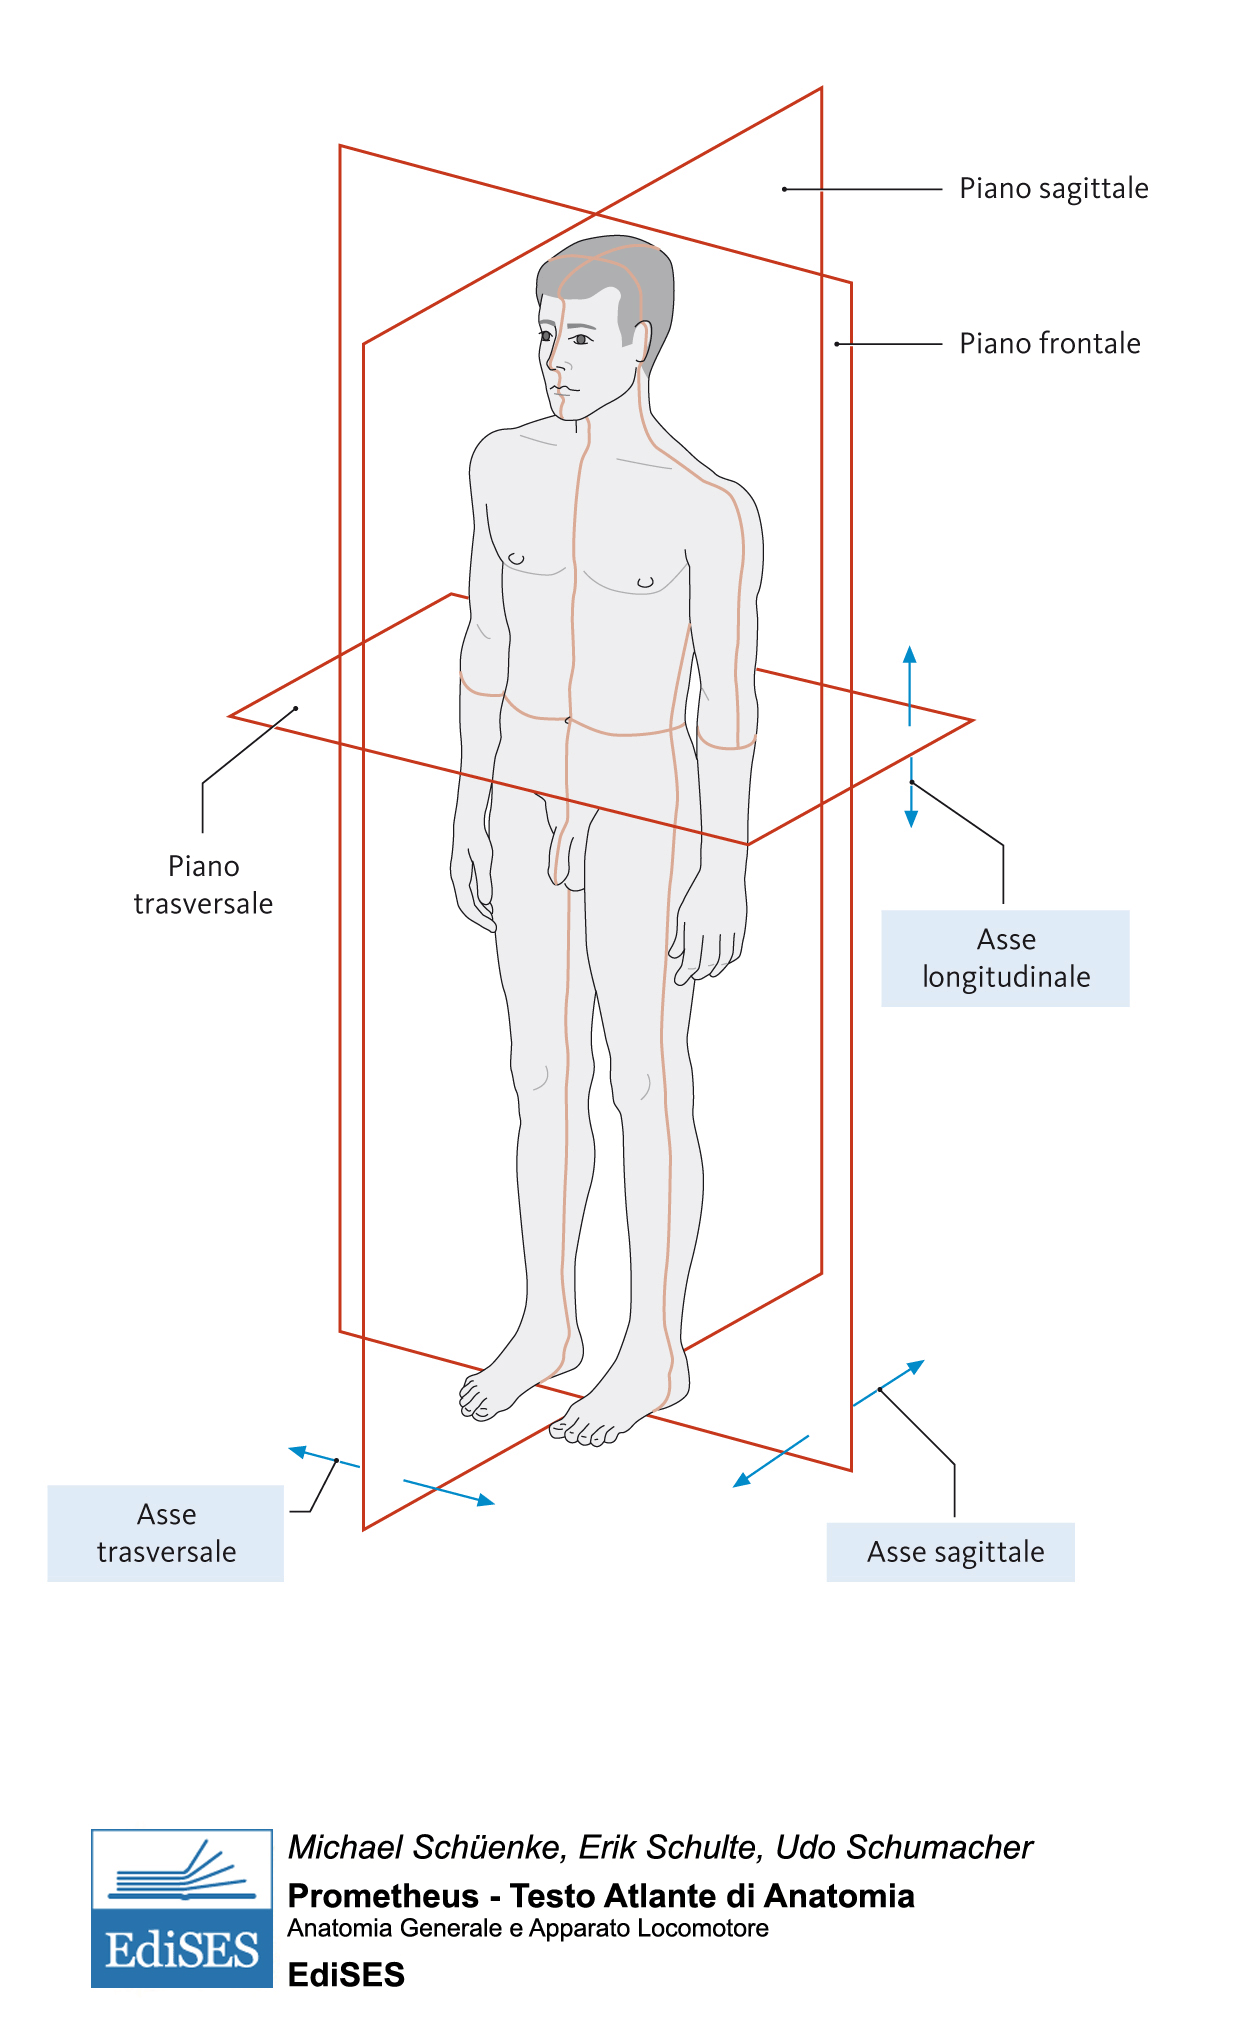 Piano sagittale
Piano frontale
Piano
trasversale
Asse
longitudinale
Asse
trasversale
Asse sagittale
Michael Schüenke, Erik Schulte, Udo Schumacher
Prometheus - Testo Atlante di Anatomia
Anatomia Generale e Apparato Locomotore
EdiSES
EdiSES